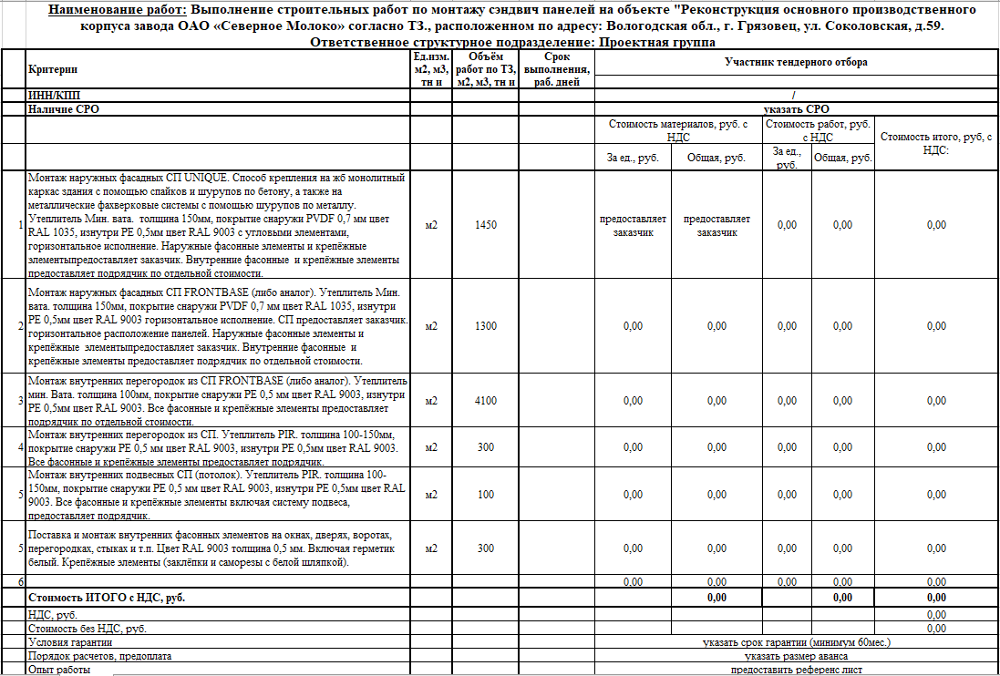 Наименование работ: Выполнение строительных работ по монтажу сэндвич панелей на объекте "Реконструкция основного производственного
корпуса завода ОАО «Северное Молоко» согласно ТЗ., расположенном по адресу: Вологодская обл., г. Грязовец, ул. Соколовская, д.59.
Ответственное структурное подразделение: Проектная группа
Критерии
Ед.изм.
м2, м3,
тн и
Объём
работ по ТЗ,
м2, м3, тн и
Срок
выполнения,
раб. дней
Участник тендерного отбора
ИНН/КПП
/
Наличие СРО
указать СРО
Стоимость материалов, руб. с
НДС
Стоимость работ, руб.
с НДС
Стоимость итого, руб, с
НДС:
За ед., руб.
Общая, руб.
За ед.,
руб.
Общая, руб.
1
Монтаж наружных фасадных СП UNIQUE. Способ крепления на жб монолитный
каркас здания с помощью спайков и шурупов по бетону, а также на
металлические фахверковые системы с помощью шурупов по металлу.
Утеплитель Мин. вата. толщина 150мм, покрытие снаружи PVDF 0,7 мм цвет
RAL 1035, изнутри PE 0,5мм цвет RAL 9003 с угловыми элементами,
горизонтальное исполнение. Наружные фасонные элементы и крепёжные
элементыпредоставляет заказчик. Внутренние фасонные и крепёжные элементы
предоставляет подрядчик по отдельной стоимости.
м2
1450
предоставляет
заказчик
предоставляет
заказчик
0,00
0,00
0,00
2
Монтаж наружных фасадных СП FRONTBASE (либо аналог). Утеплитель Мин.
вата. толщина 150мм, покрытие снаружи PVDF 0,7 мм цвет RAL 1035, изнутри
PE 0,5мм цвет RAL 9003 горизонтальное исполнение. СП предоставляет заказчик.
горизонтальное расположение панелей. Наружные фасонные элементы и
крепёжные элементыпредоставляет заказчик. Внутренние фасонные и
крепёжные элементы предоставляет подрядчик по отдельной стоимости.
м2
1300
0,00
0,00
0,00
0,00
0,00
3
Монтаж внутренних перегородок из СП FRONTBASE (либо аналог). Утеплитель
мин. Вата. толщина 100мм, покрытие снаружи PE 0,5 мм цвет RAL 9003, изнутри
PE 0,5мм цвет RAL 9003. Все фасонные и крепёжные элементы предоставляет
подрядчик по отдельной стоимости.
м2
4100
0,00
0,00
0,00
0,00
0,00
4
Монтаж внутренних перегородок из СП. Утеплитель PIR. толщина 100-150мм,
покрытие снаружи PE 0,5 мм цвет RAL 9003, изнутри PE 0,5мм цвет RAL 9003.
Все фасонные и крепёжные элементы предоставляет подрядчик.
м2
300
0,00
0,00
0,00
0,00
0,00
5
Монтаж внутренних подвесных СП (потолок). Утеплитель PIR. толщина 100-
150мм, покрытие снаружи PE 0,5 мм цвет RAL 9003, изнутри PE 0,5мм цвет RAL
9003. Все фасонные и крепёжные элементы включая систему подвеса,
предоставляет подрядчик.
м2
100
0,00
0,00
0,00
0,00
0,00
5
Поставка и монтаж внутренних фасонных элементов на окнах, дверях, воротах,
перегородках, стыках и т.п. Цвет RAL 9003 толщина 0,5 мм. Включая герметик
белый. Крепёжные элементы (заклёпки и саморезы с белой шляпкой).
м2
300
0,00
0,00
0,00
0,00
0,00
6
0,00
0,00
0,00
0,00
0,00
Стоимость ИТОГО с НДС, руб.
0,00
0,00
0,00
НДС, руб.
0,00
Стоимость без НДС, руб.
0,00
Условия гарантии
указать срок гарантии (минимум 60мес.)
Порядок расчетов, предоплата
указать размер аванса
Опыт работы
предоставить референс лист